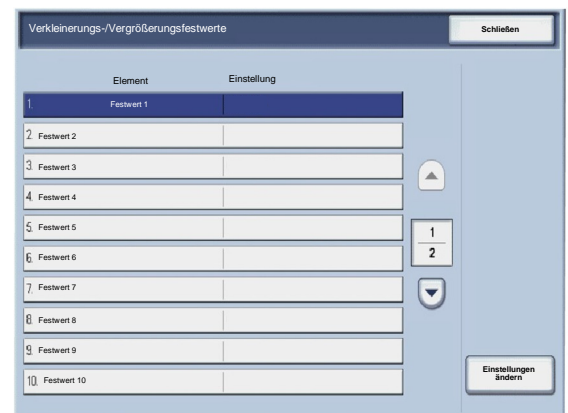 Verkleinerungs-/Vergrößerungsfestwerte
Schließen
Element Einstellung
1. Festwert 1
2. Festwert 2
3. Festwert 3
4. Festwert 4
5. Festwert 5
6. Festwert 6
7. Festwert 7
8. Festwert 8
9. Festwert 9
10. Festwert 10
1
2
Einstellungen
ändern